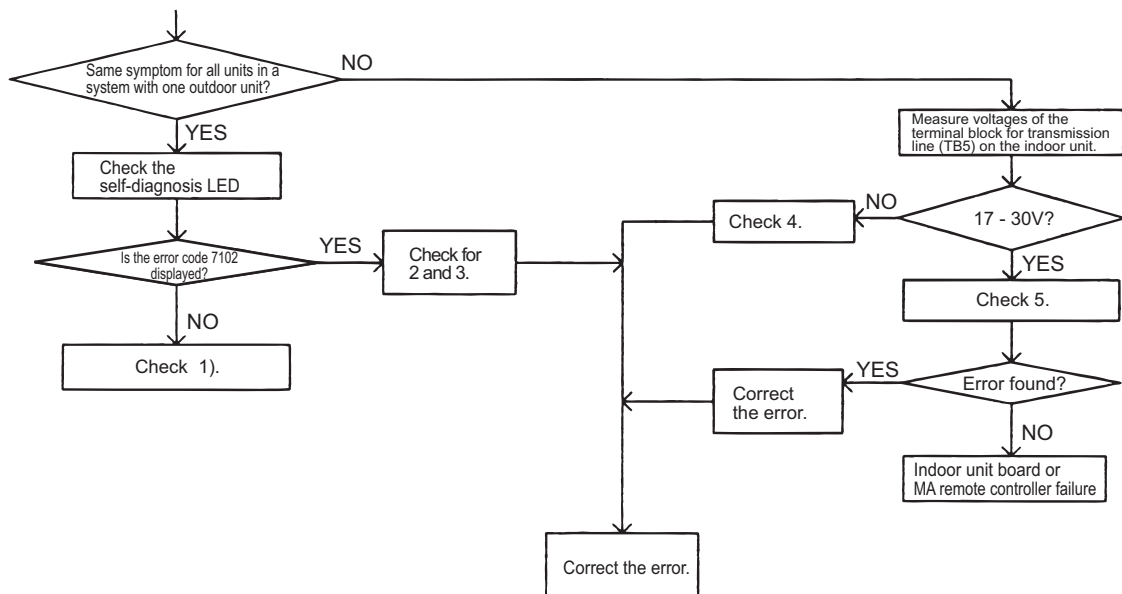 Same symptom for all units in a
system with one outdoor unit?
NO
YES
Measure voltages of the
terminal block for transmission
line (TB5) on the indoor unit.
Check the
self-diagnosis LED
NO
Check 4.
17 - 30V?
YES
Is the error code 7102
displayed?
YES
Check for
2 and 3.
Check 5.
NO
Check 1).
YES
Correct
the error.
Error found?
NO
Indoor unit board or
MA remote controller failure
Correct the error.